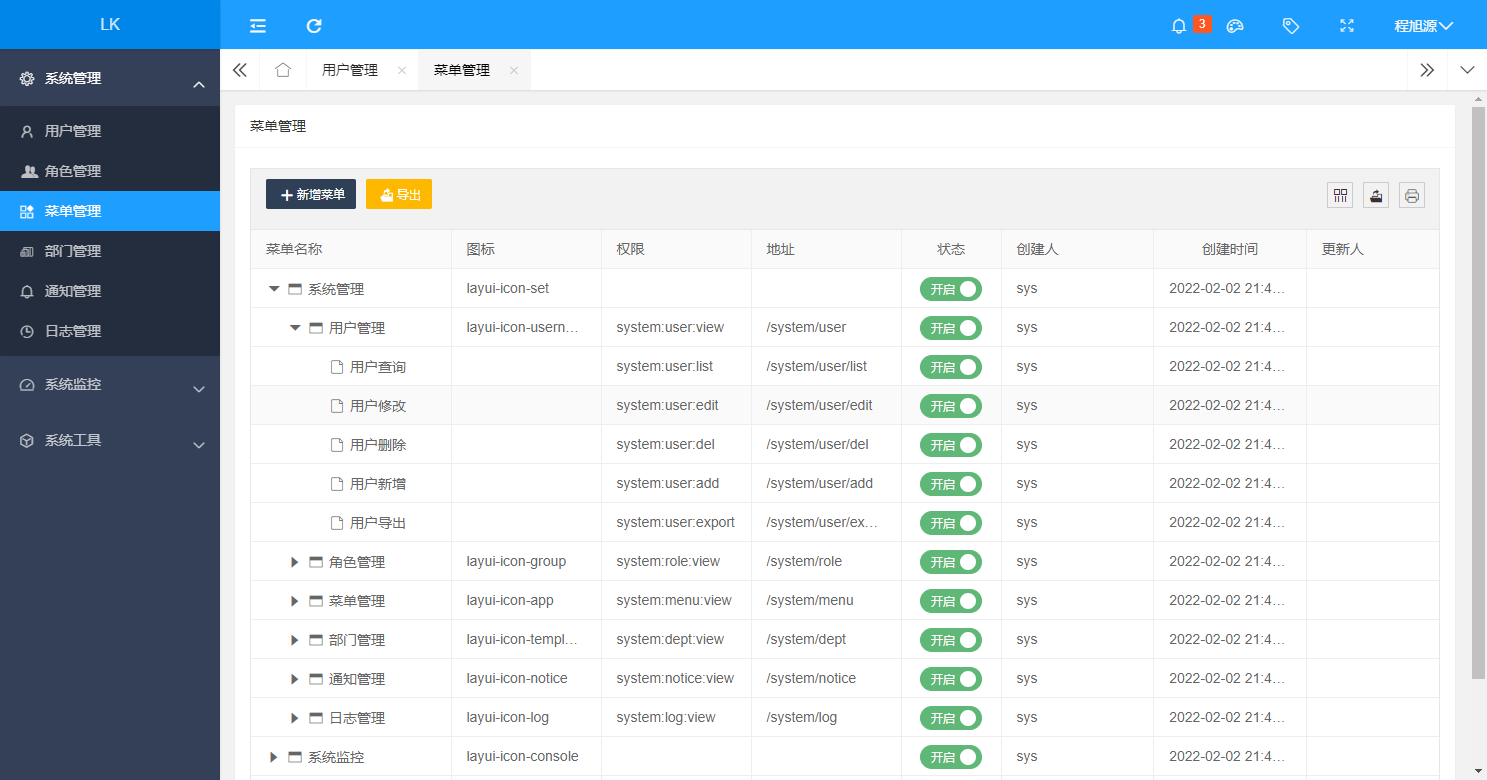 LK
3
程旭源
系统管理
用户管理
角色管理
菜单管理
部门管理
通知管理
日志管理
系统监控
系统工具
用户管理
菜单管理
菜单管理
新增菜单 导出
菜单名称 图标 权限 地址 状态 创建人 创建时间 更新人
系统管理 layui-icon-set 开启 sys 2022-02-02 21:4…
用户管理 layui-icon-usern… system:user:view /system/user 开启 sys 2022-02-02 21:4…
用户查询 system:user:list /system/user/list 开启 sys 2022-02-02 21:4…
用户修改 system:user:edit /system/user/edit 开启 sys 2022-02-02 21:4…
用户删除 system:user:del /system/user/del 开启 sys 2022-02-02 21:4…
用户新增 system:user:add /system/user/add 开启 sys 2022-02-02 21:4…
用户导出 system:user:export /system/user/ex… 开启 sys 2022-02-02 21:4…
角色管理 layui-icon-group system:role:view /system/role 开启 sys 2022-02-02 21:4…
菜单管理 layui-icon-app system:menu:view /system/menu 开启 sys 2022-02-02 21:4…
部门管理 layui-icon-templ… system:dept:view /system/dept 开启 sys 2022-02-02 21:4…
通知管理 layui-icon-notice system:notice:view /system/notice 开启 sys 2022-02-02 21:4…
日志管理 layui-icon-log system:log:view /system/log 开启 sys 2022-02-02 21:4…
系统监控 layui-icon-console 开启 sys 2022-02-02 21:4…